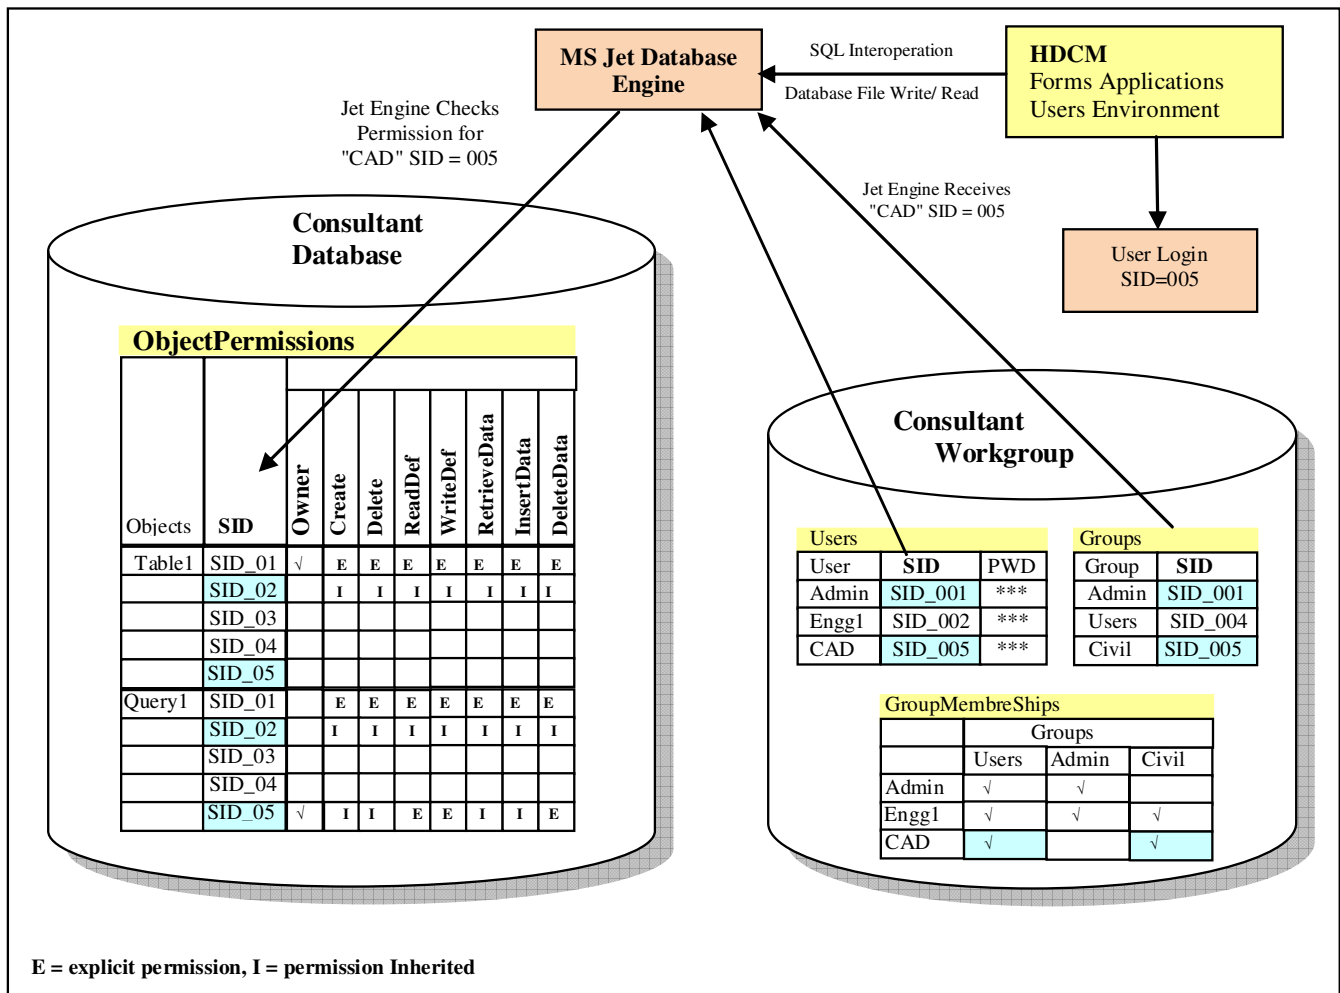 MS Jet Database
Engine
SQL Interoperation
Database File Write/ Read
HDCM
Forms Applications
Users Environment
Jet Engine Checks
Permission for
"CAD" SID = 005
Jet Engine Receives
"CAD" SID = 005
User Login
SID=005
Consultant
Database
ObjectPermissions
Objects SID Owner Create Delete ReadDef WriteDef RetrieveData InsertData DeleteData
Table1 SID_01 √ E E E E E E E
SID_02 I I I I I I I
SID_03
SID_04
SID_05
Query1 SID_01 E E E E E E E
SID_02 I I I I I I I
SID_03
SID_04
SID_05 √ I I E E I I E
Consultant
Workgroup
Users
User SID PWD
Admin SID_001 ***
Engg1 SID_002 ***
CAD SID_005 ***
Groups
Group SID
Admin SID_001
Users SID_004
Civil SID_005
GroupMembreShips
Groups
Users Admin Civil
Admin √ √
Engg1 √ √ √
CAD √ √
E = explicit permission, I = permission Inherited